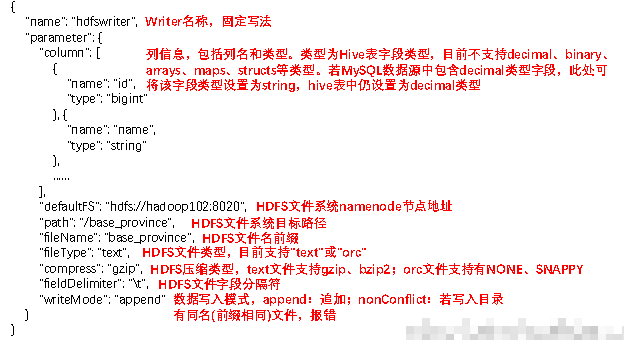 {
"name": "hdfswriter", Writer名称，固定写法
"parameter": {
"column": [ 列信息，包括列名和类型。类型为Hive表字段类型，目前不支持decimal、binary、
{ arrays、maps、structs等类型。若MySQL数据源中包含decimal类型字段，此处可
"name": "id", 将该字段类型设置为string，hive表中仍设置为decimal类型
"type": "bigint"
}, {
"name": "name",
"type": "string"
},
……
],
"defaultFS": "hdfs://hadoop102:8020", HDFS文件系统namenode节点地址
"path": "/base_province", HDFS文件系统目标路径
"fileName": "base_province", HDFS文件名前缀
"fileType": "text", HDFS文件类型，目前支持"text"或"orc"
"compress": "gzip", HDFS压缩类型，text文件支持gzip、bzip2；orc文件支持有NONE、SNAPPY
"fieldDelimiter": "\t", HDFS文件字段分隔符
"writeMode": "append" 数据写入模式，append：追加；nonConflict：若写入目录
} 有同名(前缀相同)文件，报错
}